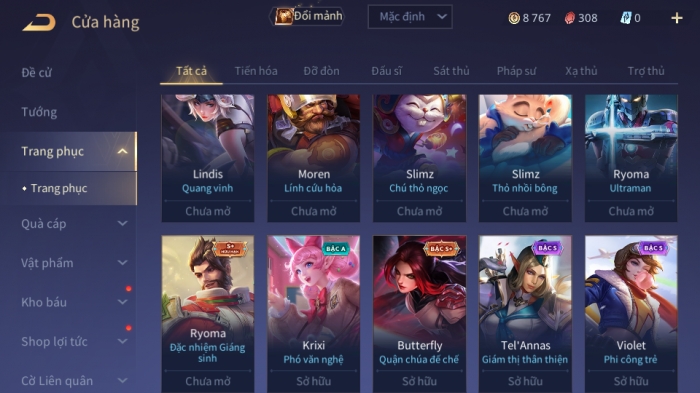 Cửa hàng
Đổi mảnh
Mặc định
8 767
308
0
Đề cử
Tướng
Trang phục
Trang phục
Quà cáp
Vật phẩm
Kho báu
Shop lợi tức
Cờ Liên quân
Tất cả Tiến hóa Đỡ đòn Đấu sĩ Sát thủ Pháp sư Xạ thủ Trợ thủ
Lindis
Quang vinh
Chưa mở
Moren
Lính cứu hỏa
Chưa mở
Slimz
Chú thỏ ngọc
Chưa mở
Slimz
Thỏ nhồi bông
Chưa mở
Ryoma
Ultraman
Chưa mở
S+
Ryoma
Đặc nhiệm Giáng
sinh
Chưa mở
BẬC A
Krixi
Phó văn nghệ
Sở hữu
BẬC S+
Butterfly
Quận chúa đế chế
Sở hữu
BẬC S
Tel'Annas
Giám thị thân thiện
Sở hữu
BẬC S
Violet
Phi công trẻ
Sở hữu